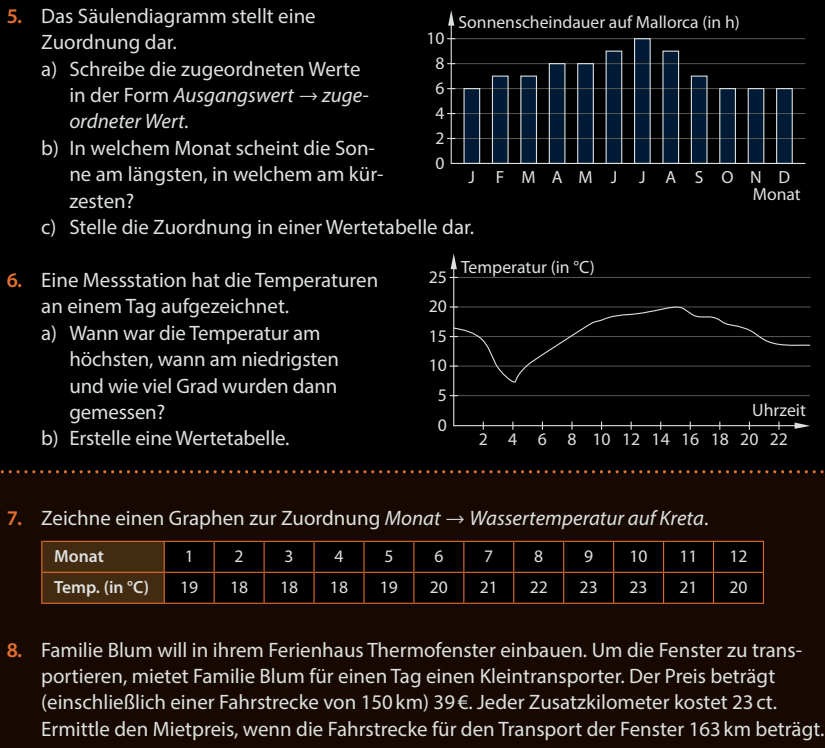 5. Das Säulendiagramm stellt eine
Zuordnung dar.
a) Schreibe die zugeordneten Werte
in der Form Ausgangswert → zuge-
ordneter Wert.
b) In welchem Monat scheint die Son-
ne am längsten, in welchem am kür-
zesten?
c) Stelle die Zuordnung in einer Wertetabelle dar.
Sonnenscheindauer auf Mallorca (in h)
10
8
6
4
2
0
J F M A M J J A S O N D
Monat
6. Eine Messstation hat die Temperaturen
an einem Tag aufgezeichnet.
a) Wann war die Temperatur am
höchsten, wann am niedrigsten
und wie viel Grad wurden dann
gemessen?
b) Erstelle eine Wertetabelle.
Temperatur (in °C)
25
20
15
10
5
0
Uhrzeit
2 4 6 8 10 12 14 16 18 20 22
7. Zeichne einen Graphen zur Zuordnung Monat → Wassertemperatur auf Kreta.
Monat 1 2 3 4 5 6 7 8 9 10 11 12
Temp. (in °C) 19 18 18 18 19 20 21 22 23 23 21 20
8. Familie Blum will in ihrem Ferienhaus Thermofenster einbauen. Um die Fenster zu trans-
portieren, mietet Familie Blum für einen Tag einen Kleintransporter. Der Preis beträgt
(einschließlich einer Fahrstrecke von 150 km) 39 €. Jeder Zusatzkilometer kostet 23 ct.
Ermittle den Mietpreis, wenn die Fahrstrecke für den Transport der Fenster 163 km beträgt.